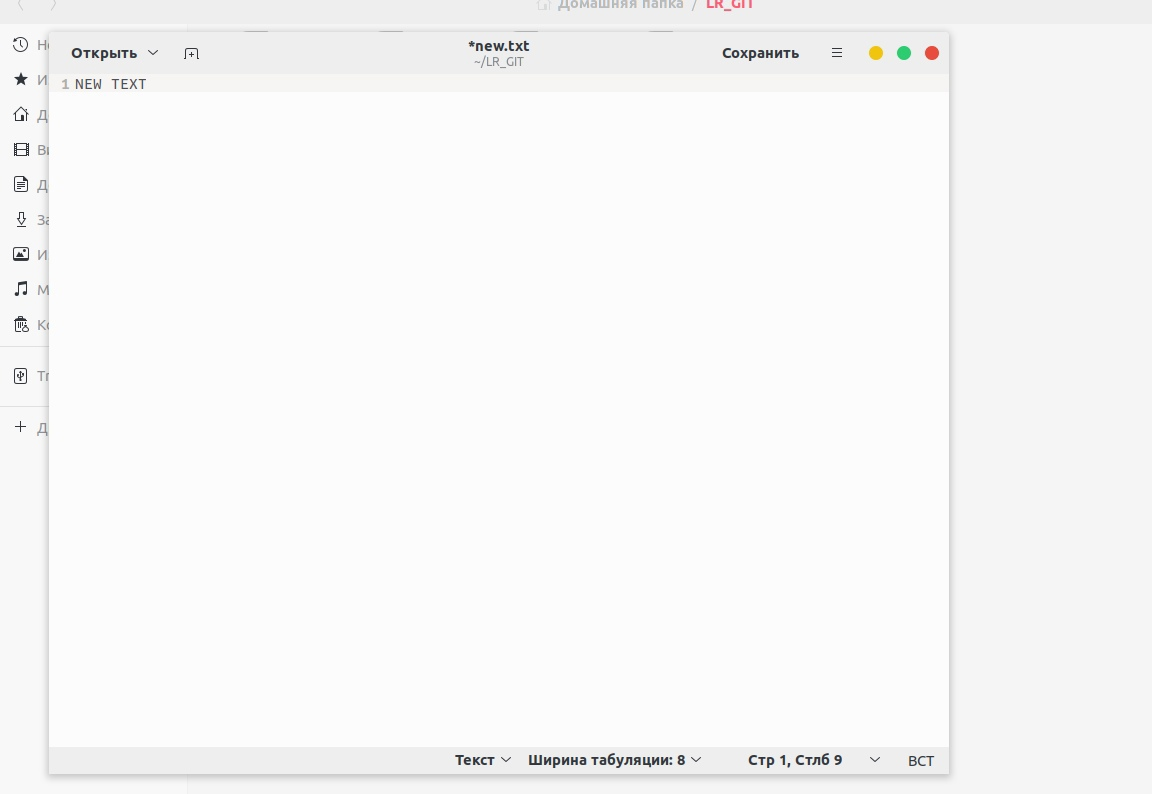 Домашняя папка / LR_GIT
Открыть
*new.txt
~/LR_GIT
Сохранить
1 NEW TEXT
Текст
Ширина табуляции: 8
Стр 1, Стлб 9
ВСТ